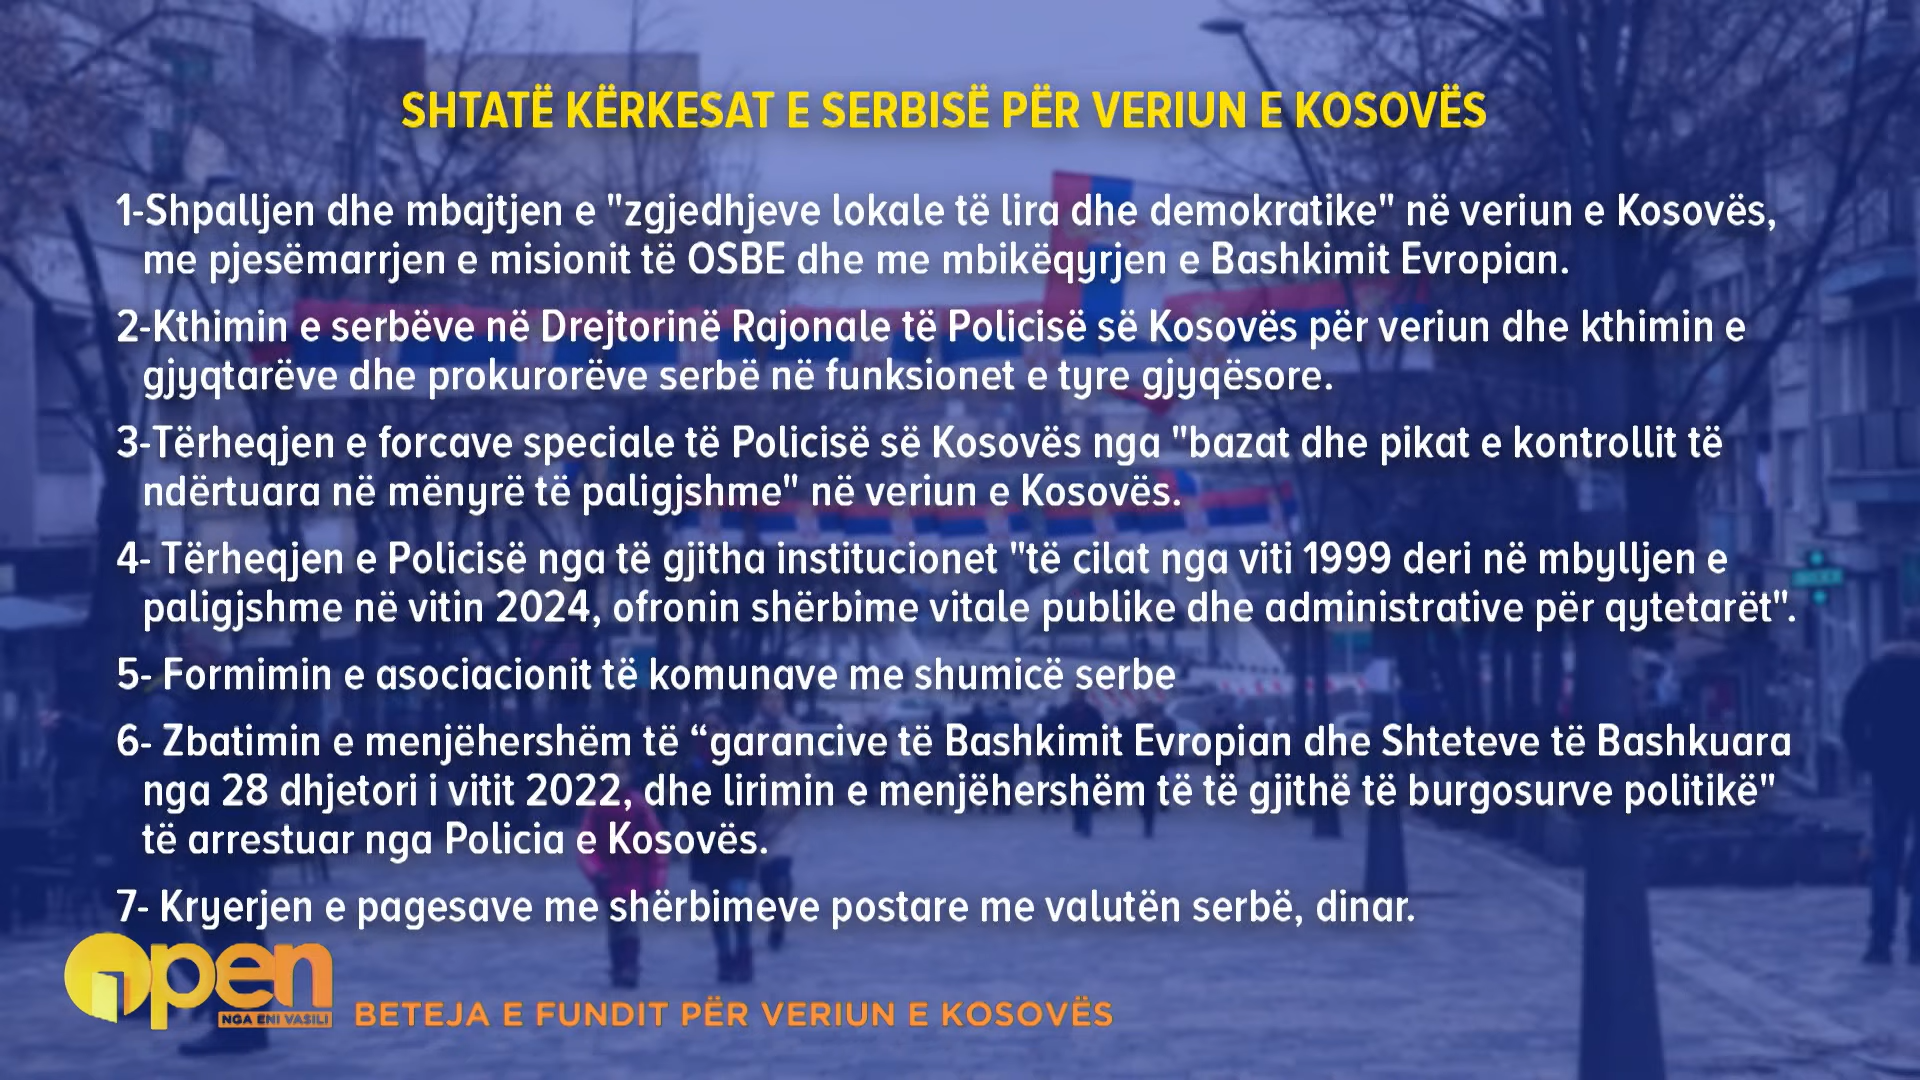 SHTATË KËRKESAT E SERBISË PËR VERIUN E KOSOVËS
1-Shpalljen dhe mbajtjen e "zgjedhjeve lokale të lira dhe demokratike" në veriun e Kosovës,
me pjesëmarrjen e misionit të OSBE dhe me mbikëqyrjen e Bashkimit Evropian.
2-Kthimin e serbëve në Drejtorinë Rajonale të Policisë së Kosovës për veriun dhe kthimin e
gjyqtarëve dhe prokurorëve serbë në funksionet e tyre gjyqësore.
3-Tërheqjen e forcave speciale të Policisë së Kosovës nga "bazat dhe pikat e kontrollit të
ndërtuara në mënyrë të paligjshme" në veriun e Kosovës.
4- Tërheqjen e Policisë nga të gjitha institucionet "të cilat nga viti 1999 deri në mbylljen e
paligjshme në vitin 2024, ofronin shërbime vitale publike dhe administrative për qytetarët".
5- Formimin e asociacionit të komunave me shumicë serbe
6- Zbatimin e menjëhershëm të “garancive të Bashkimit Evropian dhe Shteteve të Bashkuara
nga 28 dhjetori i vitit 2022, dhe lirimin e menjëhershëm të të gjithë të burgosurve politikë"
të arrestuar nga Policia e Kosovës.
7- Kryerjen e pagesave me shërbimeve postare me valutën serbë, dinar.
Open
NGA ENI VASILI
BETEJA E FUNDIT PËR VERIUN E KOSOVËS